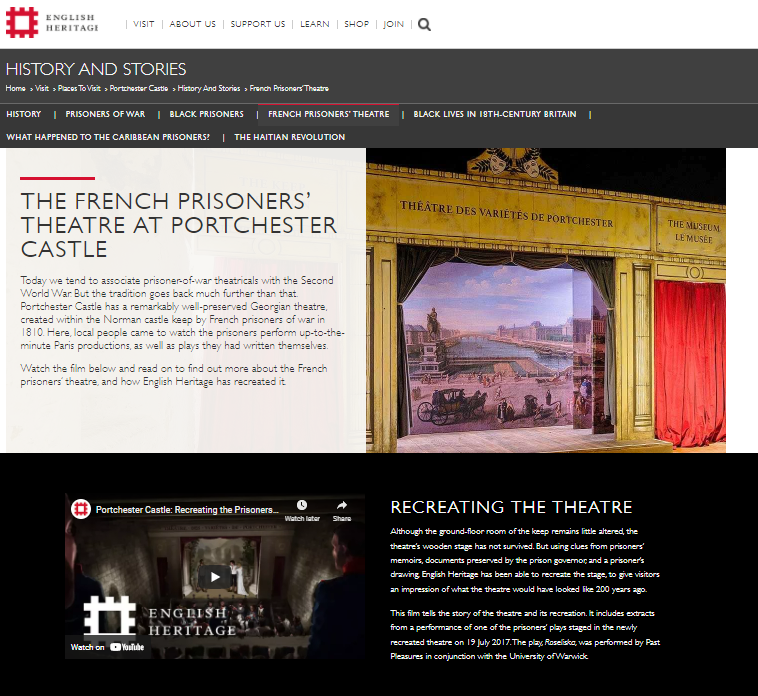 ENGLISH
HERITAGE
VISIT | ABOUT US | SUPPORT US | LEARN | SHOP | JOIN
HISTORY AND STORIES
Home › Visit › Places To Visit › Portchester Castle › History And Stories › French Prisoners' Theatre
HISTORY | PRISONERS OF WAR | BLACK PRISONERS | FRENCH PRISONERS' THEATRE | BLACK LIVES IN 18TH-CENTURY BRITAIN |
WHAT HAPPENED TO THE CARIBBEAN PRISONERS? | THE HAITIAN REVOLUTION
THE FRENCH PRISONERS'
THEATRE AT PORTCHESTER
CASTLE
Today we tend to associate prisoner-of-war theatricals with the Second
World War. But the tradition goes back much further than that.
Portchester Castle has a remarkably well-preserved Georgian theatre,
created within the Norman castle keep by French prisoners of war in
1810. Here, local people came to watch the prisoners perform up-to-the-
minute Paris productions, as well as plays they had written themselves.
Watch the film below and read on to find out more about the French
prisoners' theatre, and how English Heritage has recreated it.
THÉÂTRE DES VARIÉTÉS DE PORTCHESTER
THE MUSEUM
LE MUSÉE
Portchester Castle: Recreating the Prisoners...
Watch later
Share
ENGLISH
HERITAGE
Watch on YouTube
RECREATING THE THEATRE
Although the ground-floor room of the keep remains little altered, the
theatre's wooden stage has not survived. But using clues from prisoners'
memoirs, documents preserved by the prison governor, and a prisoner's
drawing, English Heritage has been able to recreate the stage, to give visitors
an impression of what the theatre would have looked like 200 years ago.
This film tells the story of the theatre and its recreation. It includes extracts
from a performance of one of the prisoners' plays staged in the newly
recreated theatre on 19 July 2017. The play, Roseliska, was performed by Past
Pleasures in conjunction with the University of Warwick.